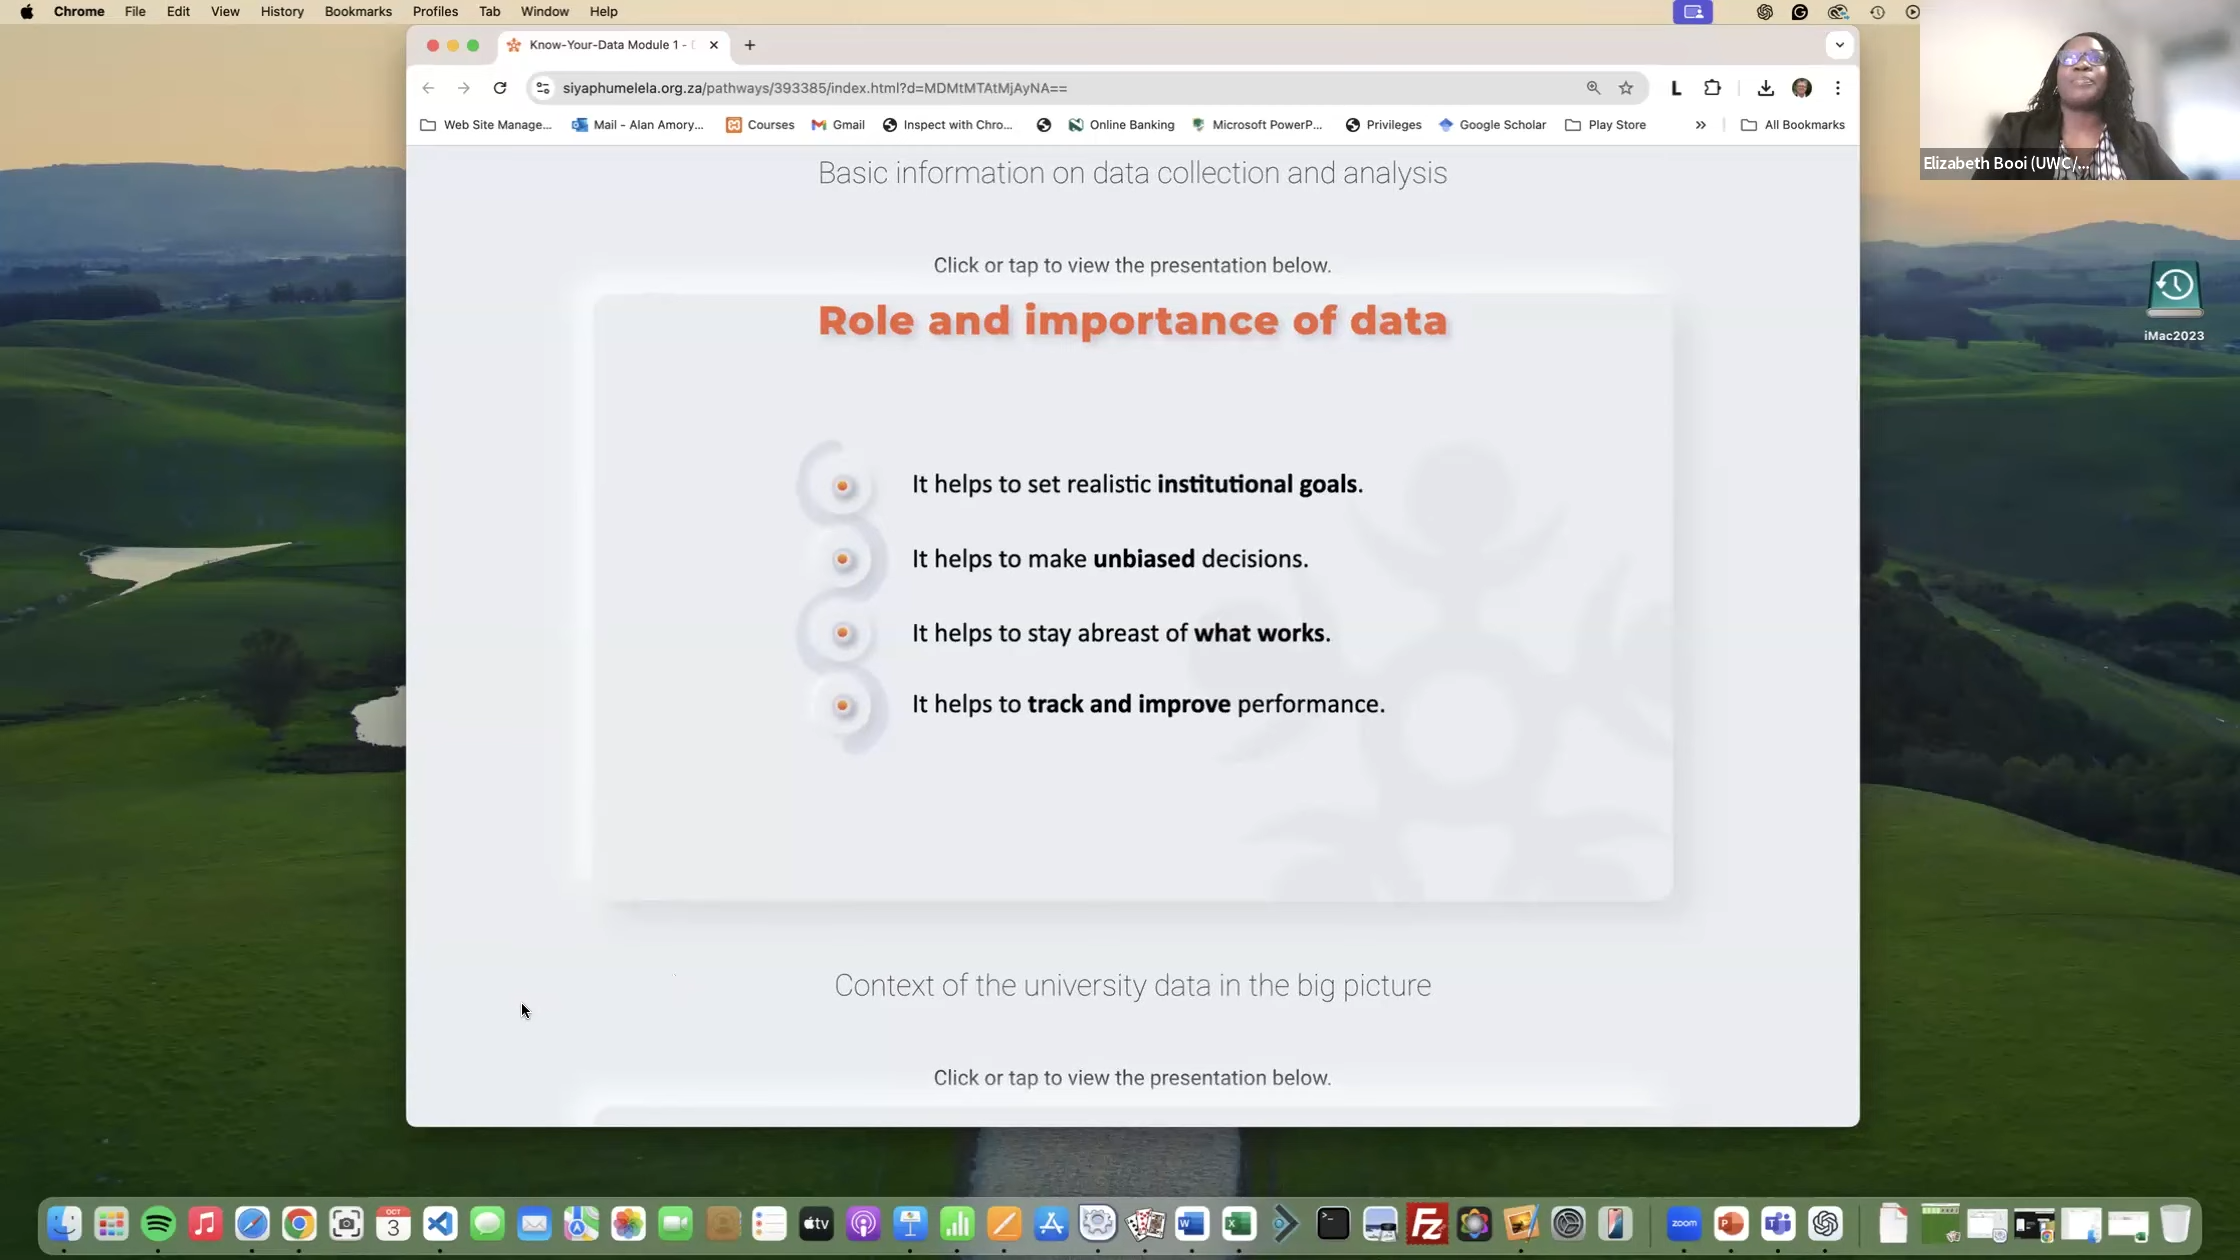 Chrome File Edit View History Bookmarks Profiles Tab Window Help
Know-Your-Data Module 1 -
siyaphumelela.org.za/pathways/393385/index.html?d=MDMtMTAtMjAyNA==
Web Site Manage... Mail - Alan Amory... Courses Gmail Inspect with Chro... Online Banking Microsoft PowerP... Privileges Google Scholar Play Store » All Bookmarks
Elizabeth Booi (UWC/...
Basic information on data collection and analysis
Click or tap to view the presentation below.
Role and importance of data
It helps to set realistic institutional goals.
It helps to make unbiased decisions.
It helps to stay abreast of what works.
It helps to track and improve performance.
iMac2023
Context of the university data in the big picture
Click or tap to view the presentation below.
OCT
3
tv
zoom